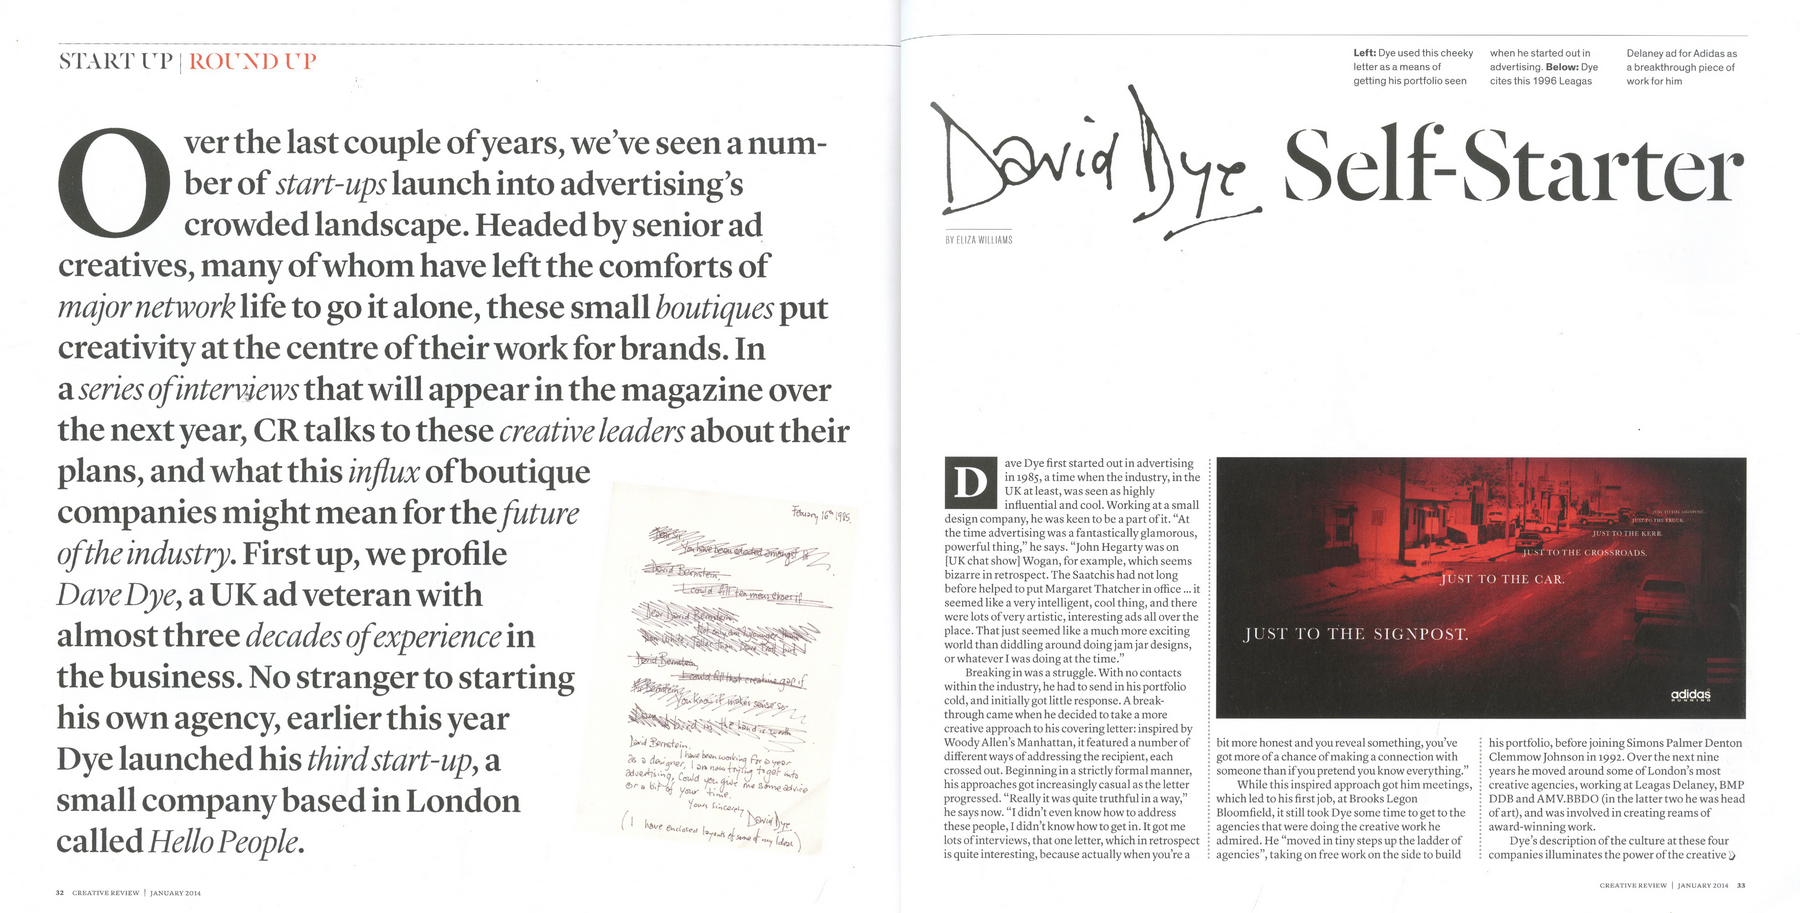 START UP | ROUND UP
Over the last couple of years, we've seen a num-
ber of start-ups launch into advertising's
crowded landscape. Headed by senior ad
creatives, many of whom have left the comforts of
major network life to go it alone, these small boutiques put
creativity at the centre of their work for brands. In
a series of interviews that will appear in the magazine over
the next year, CR talks to these creative leaders about their
plans, and what this influx of boutique
companies might mean for the future
of the industry. First up, we profile
Dave Dye, a UK ad veteran with
almost three decades of experience in
the business. No stranger to starting
his own agency, earlier this year
Dye launched his third start-up, a
small company based in London
called Hello People.
February 16th 1985.
Dear Sir,
You have been selected amongst
David Bernstein,
I could fill ten men shoes if
Dear David Bernstein,
David Bernstein,
I could fill that creative gap if
You know it makes sense
David Bernstein,
I have been working for a year
as a designer, I am now trying to get into
advertising, Could you give me some advice
or a bit of your time.
Yours sincerely
David Dye
(I have enclosed layouts of some of my Ideas)
32 CREATIVE REVIEW | JANUARY 2014
Left: Dye used this cheeky
letter as a means of
getting his portfolio seen
when he started out in
advertising. Below: Dye
cites this 1996 Leagas
Delaney ad for Adidas as
a breakthrough piece of
work for him
David Dye Self-Starter
BY ELIZA WILLIAMS
Dave Dye first started out in advertising
in 1985, a time when the industry, in the
UK at least, was seen as highly
influential and cool. Working at a small
design company, he was keen to be a part of it. "At
the time advertising was a fantastically glamorous,
powerful thing," he says. "John Hegarty was on
[UK chat show] Wogan, for example, which seems
bizarre in retrospect. The Saatchis had not long
before helped to put Margaret Thatcher in office ... it
seemed like a very intelligent, cool thing, and there
were lots of very artistic, interesting ads all over the
place. That just seemed like a much more exciting
world than diddling around doing jam jar designs,
or whatever I was doing at the time."
Breaking in was a struggle. With no contacts
within the industry, he had to send in his portfolio
cold, and initially got little response. A break-
through came when he decided to take a more
creative approach to his covering letter: inspired by
Woody Allen's Manhattan, it featured a number of
different ways of addressing the recipient, each
crossed out. Beginning in a strictly formal manner,
his approaches got increasingly casual as the letter
progressed. "Really it was quite truthful in a way,"
he says now. "I didn't even know how to address
these people, I didn't know how to get in. It got me
lots of interviews, that one letter, which in retrospect
is quite interesting, because actually when you're a
JUST TO THE SIGNPOST.
JUST TO THE TRUCK.
JUST TO THE KERB.
JUST TO THE CROSSROADS.
JUST TO THE CAR.
JUST TO THE SIGNPOST.
adidas
RUNNING
bit more honest and you reveal something, you've
got more of a chance of making a connection with
someone than if you pretend you know everything."
While this inspired approach got him meetings,
which led to his first job, at Brooks Legon
Bloomfield, it still took Dye some time to get to the
agencies that were doing the creative work he
admired. He "moved in tiny steps up the ladder of
agencies", taking on free work on the side to build
his portfolio, before joining Simons Palmer Denton
Clemmow Johnson in 1992. Over the next nine
years he moved around some of London's most
creative agencies, working at Leagas Delaney, BMP
DDB and AMV.BBDO (in the latter two he was head
of art), and was involved in creating reams of
award-winning work.
Dye's description of the culture at these four
companies illuminates the power of the creative
CREATIVE REVIEW | JANUARY 2014 33